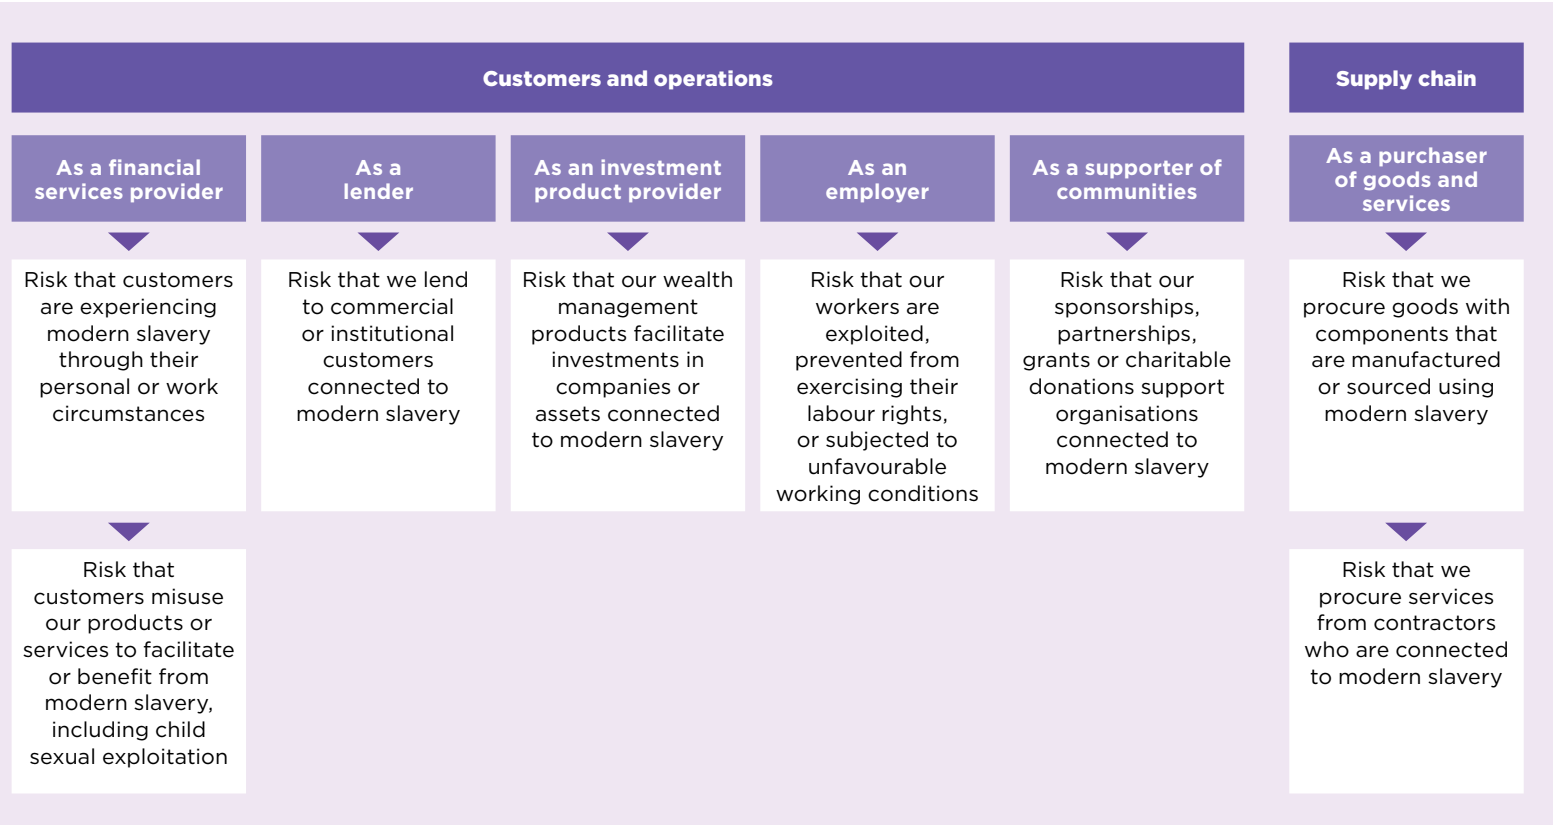 Customers and operations
Supply chain
As a financial
services provider
As a
lender
As an investment
product provider
As an
employer
As a supporter of
communities
As a purchaser
of goods and
services
Risk that customers
are experiencing
modern slavery
through their
personal or work
circumstances
Risk that we lend
to commercial
or institutional
customers
connected to
modern slavery
Risk that our wealth
management
products facilitate
investments in
companies or
assets connected
to modern slavery
Risk that our
workers are
exploited,
prevented from
exercising their
labour rights,
or subjected to
unfavourable
working conditions
Risk that our
sponsorships,
partnerships,
grants or charitable
donations support
organisations
connected to
modern slavery
Risk that we
procure goods with
components that
are manufactured
or sourced using
modern slavery
Risk that
customers misuse
our products or
services to facilitate
or benefit from
modern slavery,
including child
sexual exploitation
Risk that we
procure services
from contractors
who are connected
to modern slavery